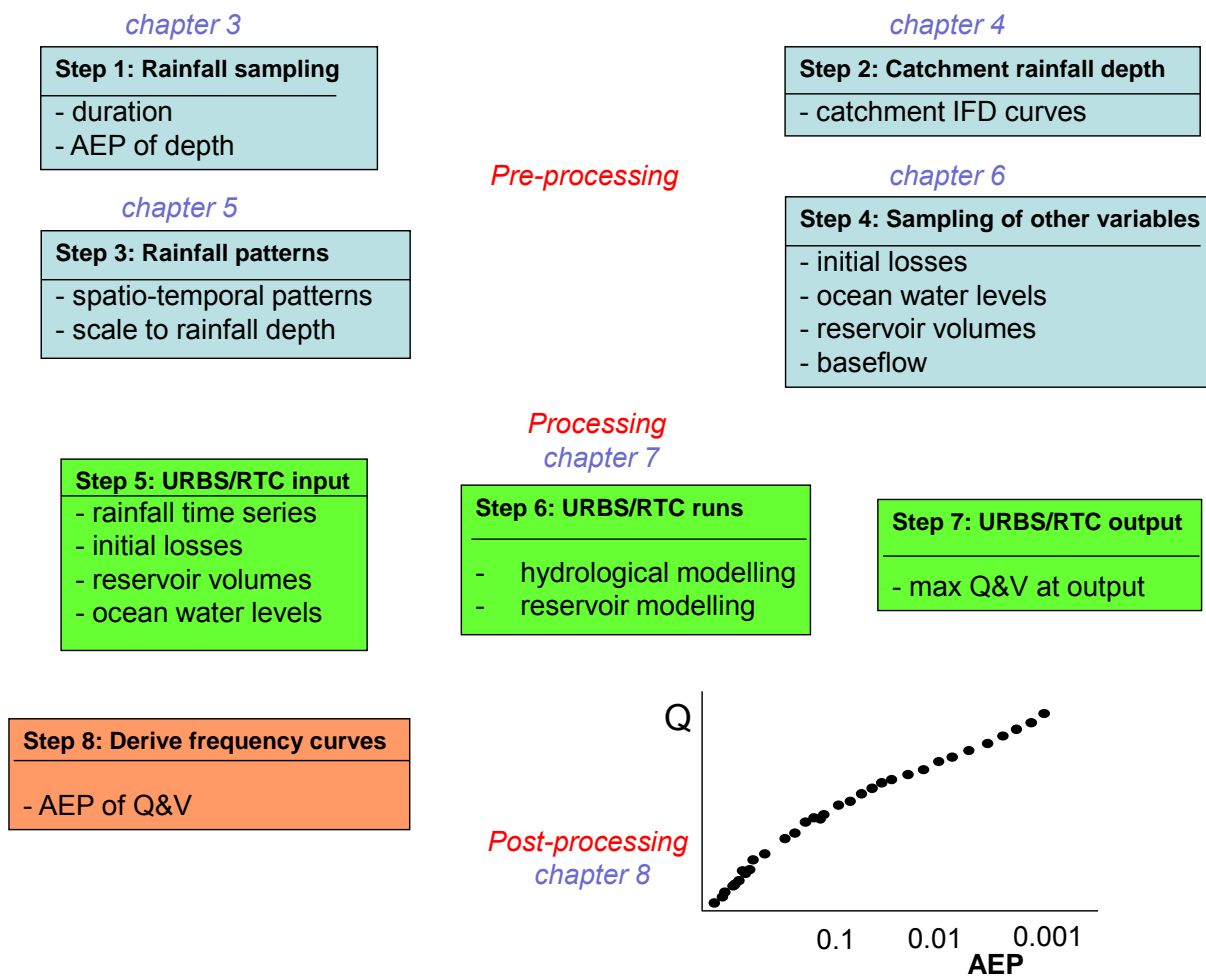 chapter 3
Step 1: Rainfall sampling
- duration
- AEP of depth
chapter 4
Step 2: Catchment rainfall depth
- catchment IFD curves
Pre-processing
chapter 5
Step 3: Rainfall patterns
- spatio-temporal patterns
- scale to rainfall depth
chapter 6
Step 4: Sampling of other variables
- initial losses
- ocean water levels
- reservoir volumes
- baseflow
Processing
chapter 7
Step 5: URBS/RTC input
- rainfall time series
- initial losses
- reservoir volumes
- ocean water levels
Step 6: URBS/RTC runs
- hydrological modelling
- reservoir modelling
Step 7: URBS/RTC output
- max Q&V at output
Step 8: Derive frequency curves
- AEP of Q&V
Post-processing
chapter 8
Q
0.1 0.01 0.001
AEP